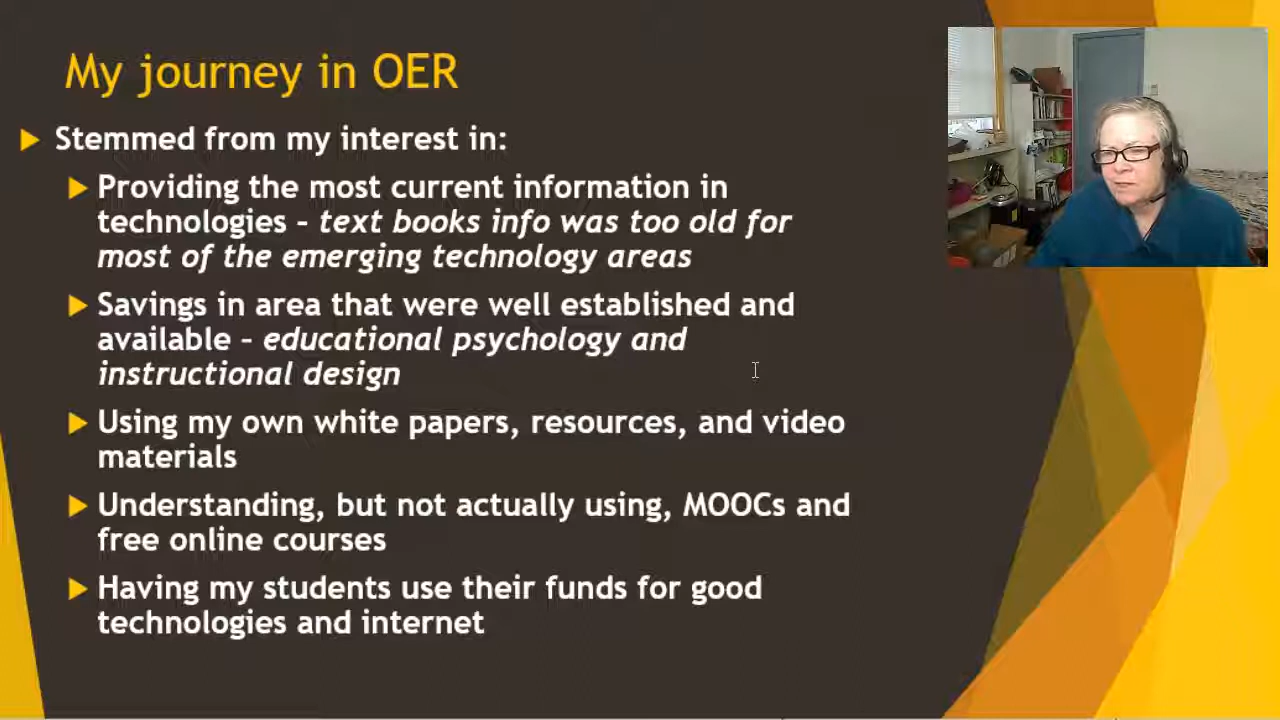 My journey in OER
Stemmed from my interest in:
Providing the most current information in
technologies – text books info was too old for
most of the emerging technology areas
Savings in area that were well established and
available – educational psychology and
instructional design
Using my own white papers, resources, and video
materials
Understanding, but not actually using, MOOCs and
free online courses
Having my students use their funds for good
technologies and internet